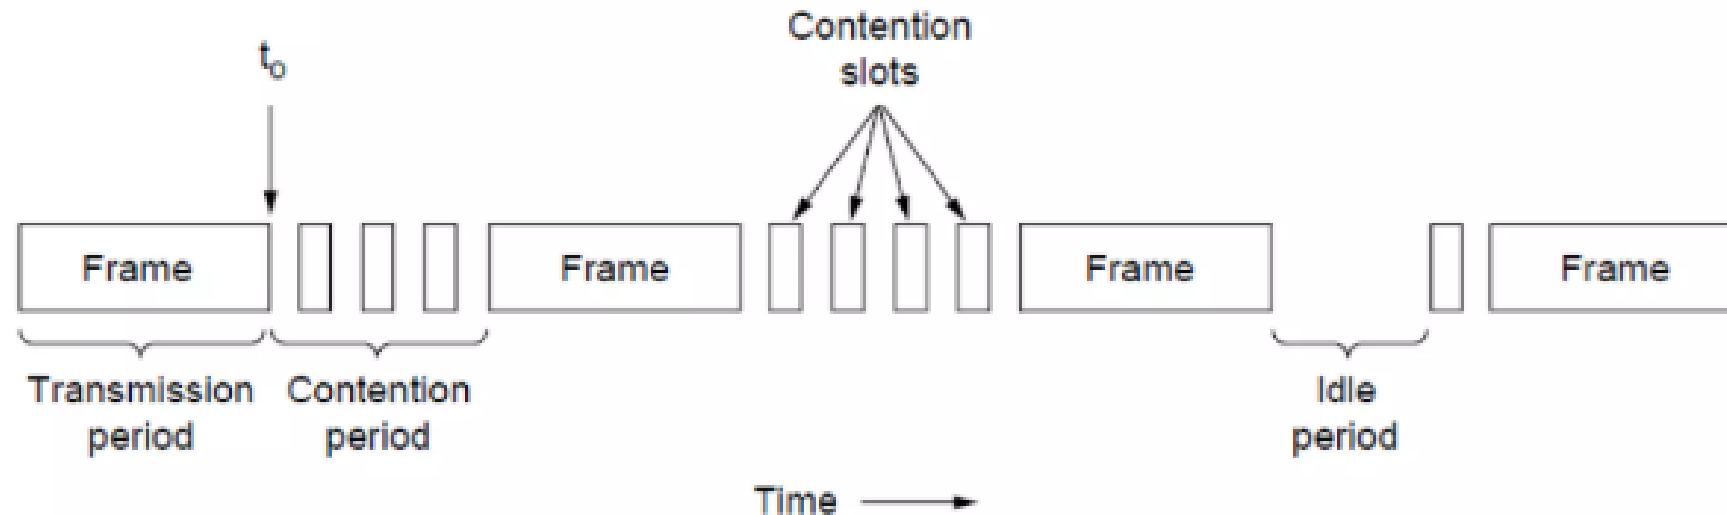 t0
Contention
slots
Frame
Frame
Frame
Frame
Transmission
period
Contention
period
Idle
period
Time